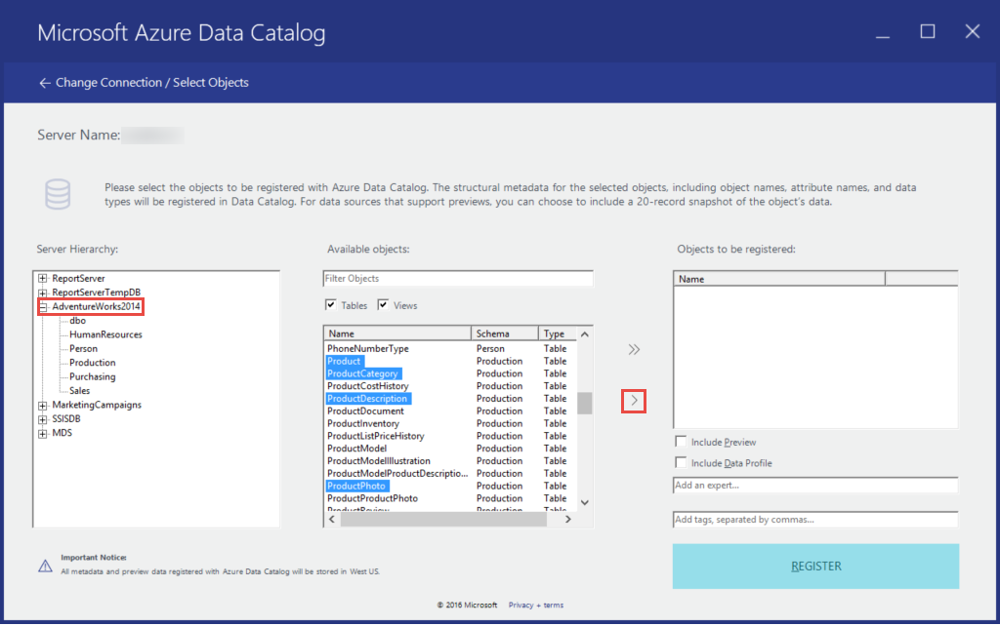 Microsoft Azure Data Catalog
Change Connection / Select Objects
Server Name:
Please select the objects to be registered with Azure Data Catalog. The structural metadata for the selected objects, including object names, attribute names, and data
types will be registered in Data Catalog. For data sources that support previews, you can choose to include a 20-record snapshot of the object's data.
Server Hierarchy:
ReportServer
ReportServerTempDB
AdventureWorks2014
dbo
HumanResources
Person
Production
Purchasing
Sales
MarketingCampaigns
SSISDB
MDS
Available objects:
Filter Objects
Tables Views
Name Schema Type
PhoneNumberType Person Table
Product Production Table
ProductCategory Production Table
ProductCostHistory Production Table
ProductDescription Production Table
ProductDocument Production Table
ProductInventory Production Table
ProductListPriceHistory Production Table
ProductModel Production Table
ProductModelIllustration Production Table
ProductModelProductDescriptio... Production Table
ProductPhoto Production Table
ProductProductPhoto Production Table
ProductReview Production Table
Objects to be registered:
Name
Include Preview
Include Data Profile
Add an expert...
Add tags, separated by commas...
REGISTER
Important Notice:
All metadata and preview data registered with Azure Data Catalog will be stored in West US.
© 2016 Microsoft Privacy + terms